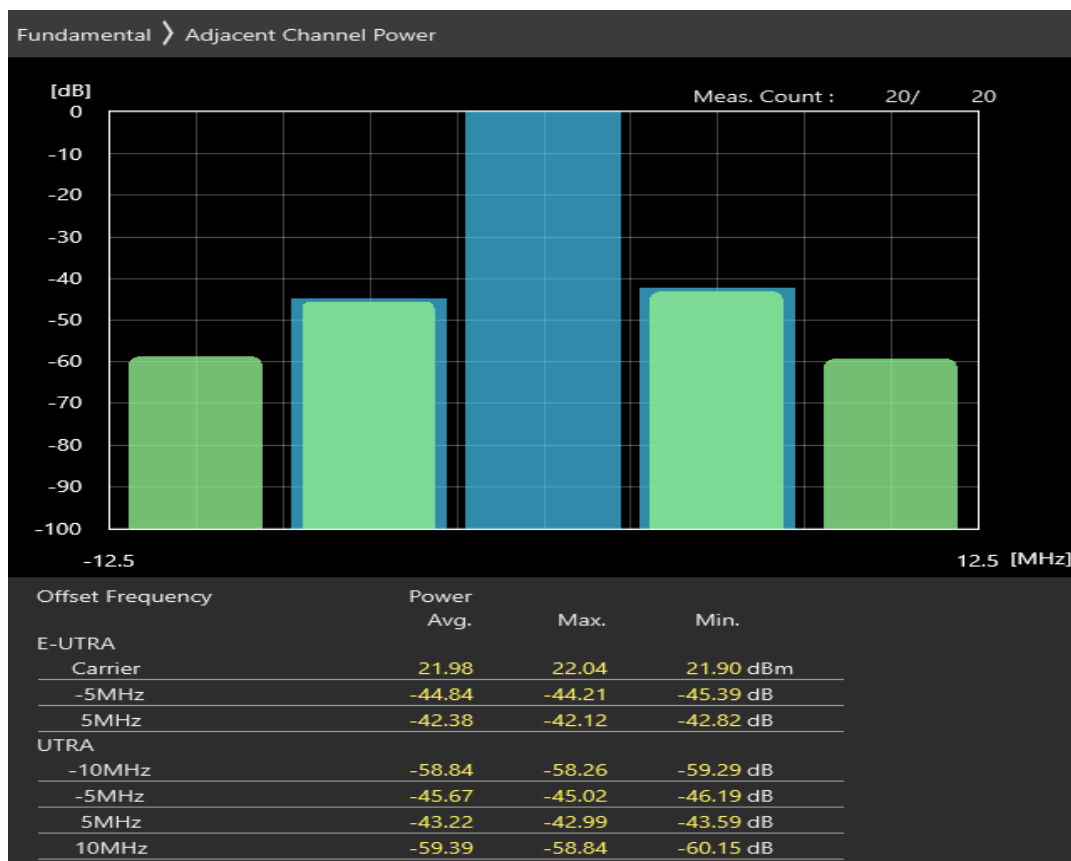 Fundamental 〉 Adjacent Channel Power
[dB]
Meas. Count : 20/ 20
0
-10
-20
-30
-40
-50
-60
-70
-80
-90
-100
-12.5 12.5 [MHz]
Offset Frequency Power
Avg. Max. Min.
E-UTRA
Carrier 21.98 22.04 21.90 dBm
-5MHz -44.84 -44.21 -45.39 dB
5MHz -42.38 -42.12 -42.82 dB
UTRA
-10MHz -58.84 -58.26 -59.29 dB
-5MHz -45.67 -45.02 -46.19 dB
5MHz -43.22 -42.99 -43.59 dB
10MHz -59.39 -58.84 -60.15 dB